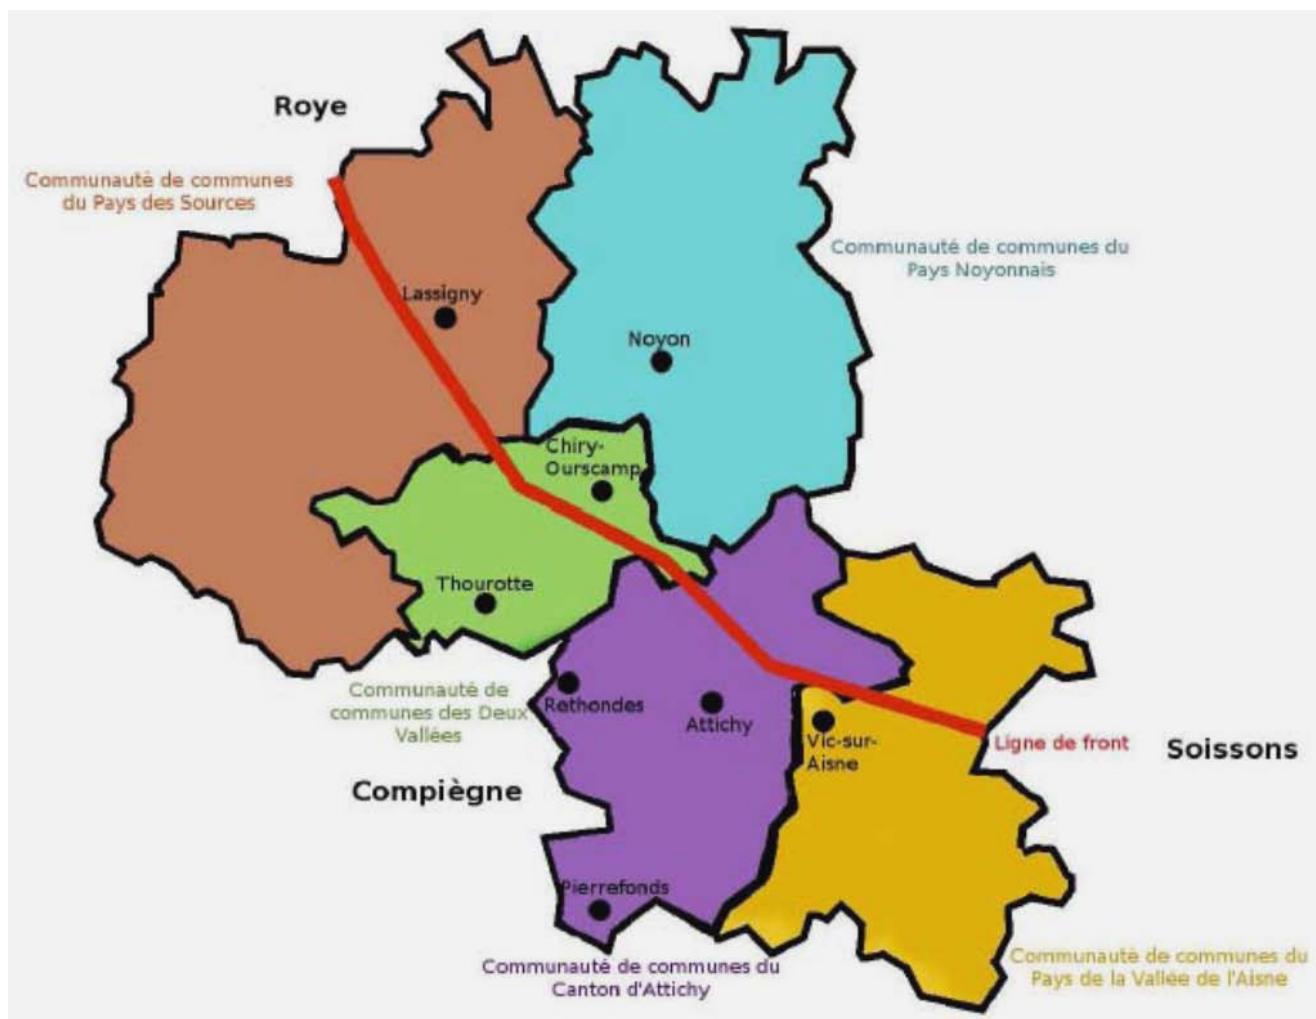 Roye
Communauté de communes
du Pays des Sources
Communauté de communes du
Pays Noyonnais
Lassigny
Noyon
Chiry-
Ourscamp
Thourotte
Communauté de
communes des Deux
Vallées
Rethondes
Attichy
Vic-sur-
Aisne
Ligne de front
Soissons
Compiègne
Pierrefonds
Communauté de communes du
Canton d'Attichy
Communauté de communes du
Pays de la Vallée de l'Aisne